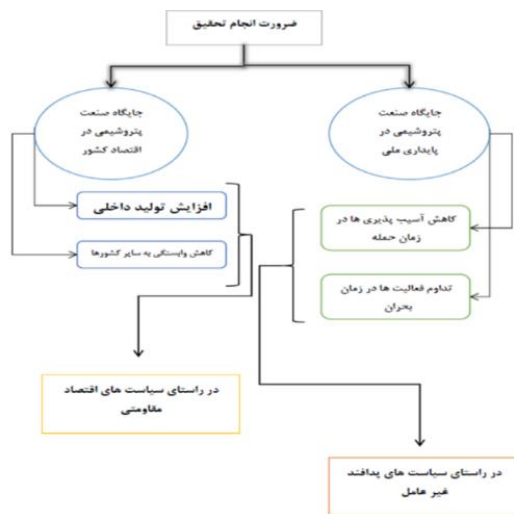 ضرورت انجام تحقیق
جایگاه صنعت
پتروشیمی در
پایداری ملی
جایگاه صنعت
پتروشیمی در
اقتصاد کشور
کاهش آسیب پذیری ها در
زمان حمله
تداوم فعالیت ها در زمان
بحران
افزایش تولید داخلی
کاهش وابستگی به سایر کشورها
در راستای سیاست های اقتصاد
مقاومتی
در راستای سیاست های پدافند
غیر عامل